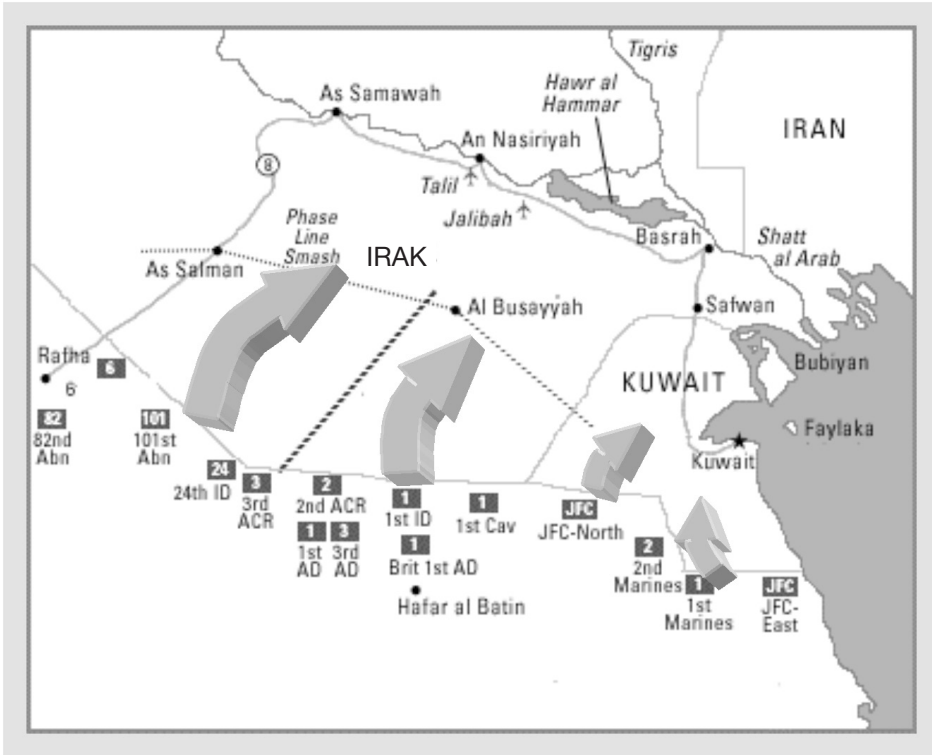 Tigris
Hawr al
Hammar
As Samawah
IRAN
An Nasiriyah
8
Talil
Jalibah
Phase
Line
Smash
IRAK
Basrah
Shatt
al Arab
As Salman
Al Busayyah
Safwan
Rafha
6
6
Bubiyan
KUWAIT
82
82nd
Abn
101
101st
Abn
Faylaka
Kuwait
24
24th ID
3
3rd
ACR
2
2nd ACR
1
1st
AD
3
3rd
AD
1
1st ID
1
1st Cav
1
Brit 1st AD
JFC
JFC-North
2
2nd
Marines
1
1st
Marines
JFC
JFC-
East
Hafar al Batin